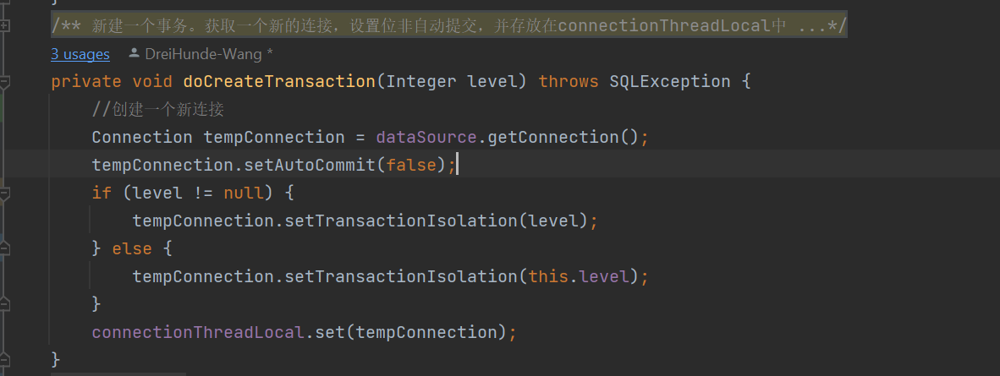 }
/** 新建一个事务。获取一个新的连接，设置位非自动提交，并存放在connectionThreadLocal中 ...*/
3 usages DreiHunde-Wang *
private void doCreateTransaction(Integer level) throws SQLException {
//创建一个新连接
Connection tempConnection = dataSource.getConnection();
tempConnection.setAutoCommit(false);
if (level != null) {
tempConnection.setTransactionIsolation(level);
} else {
tempConnection.setTransactionIsolation(this.level);
}
connectionThreadLocal.set(tempConnection);
}